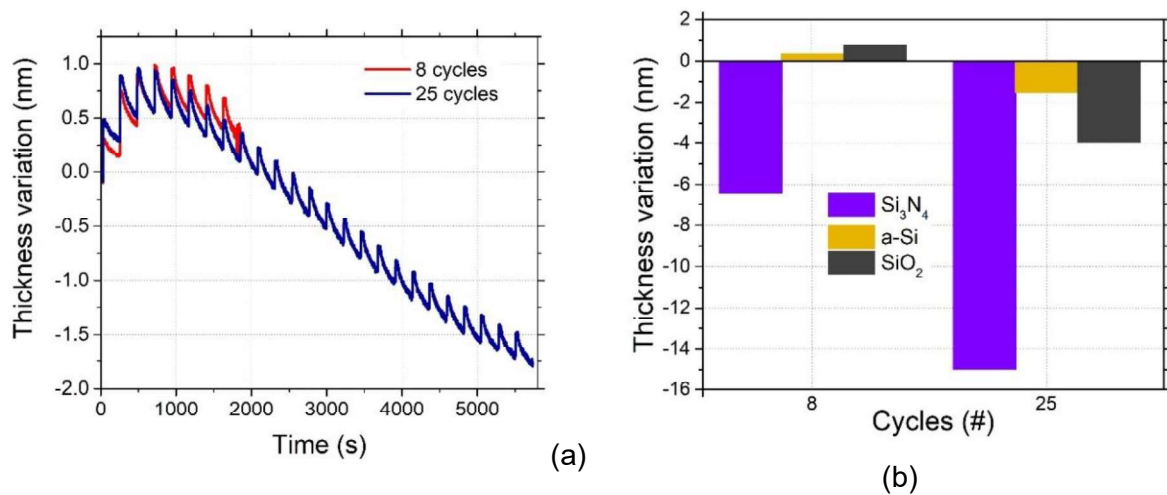 1.0
0.5
0.0
-0.5
-1.0
-1.5
-2.0
Thickness variation (nm)
8 cycles
25 cycles
0 1000 2000 3000 4000 5000
Time (s)
(a)
2
0
-2
-4
-6
-8
-10
-12
-14
-16
Thickness variation (nm)
Si₃N₄
a-Si
SiO₂
8 25
Cycles (#)
(b)